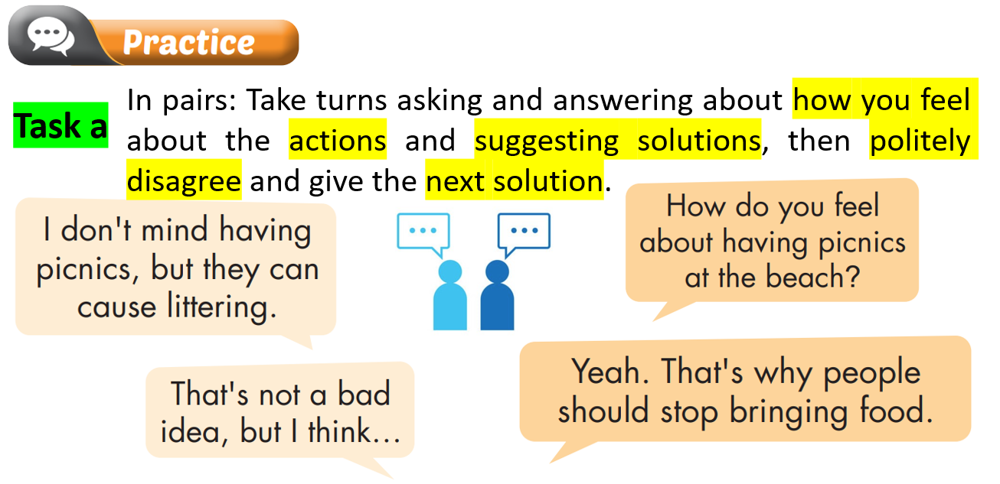 Practice
Task a
In pairs: Take turns asking and answering about how you feel
about the actions and suggesting solutions, then politely
disagree and give the next solution.
How do you feel
about having picnics
at the beach?
I don't mind having
picnics, but they can
cause littering.
Yeah. That's why people
should stop bringing food.
That's not a bad
idea, but I think...